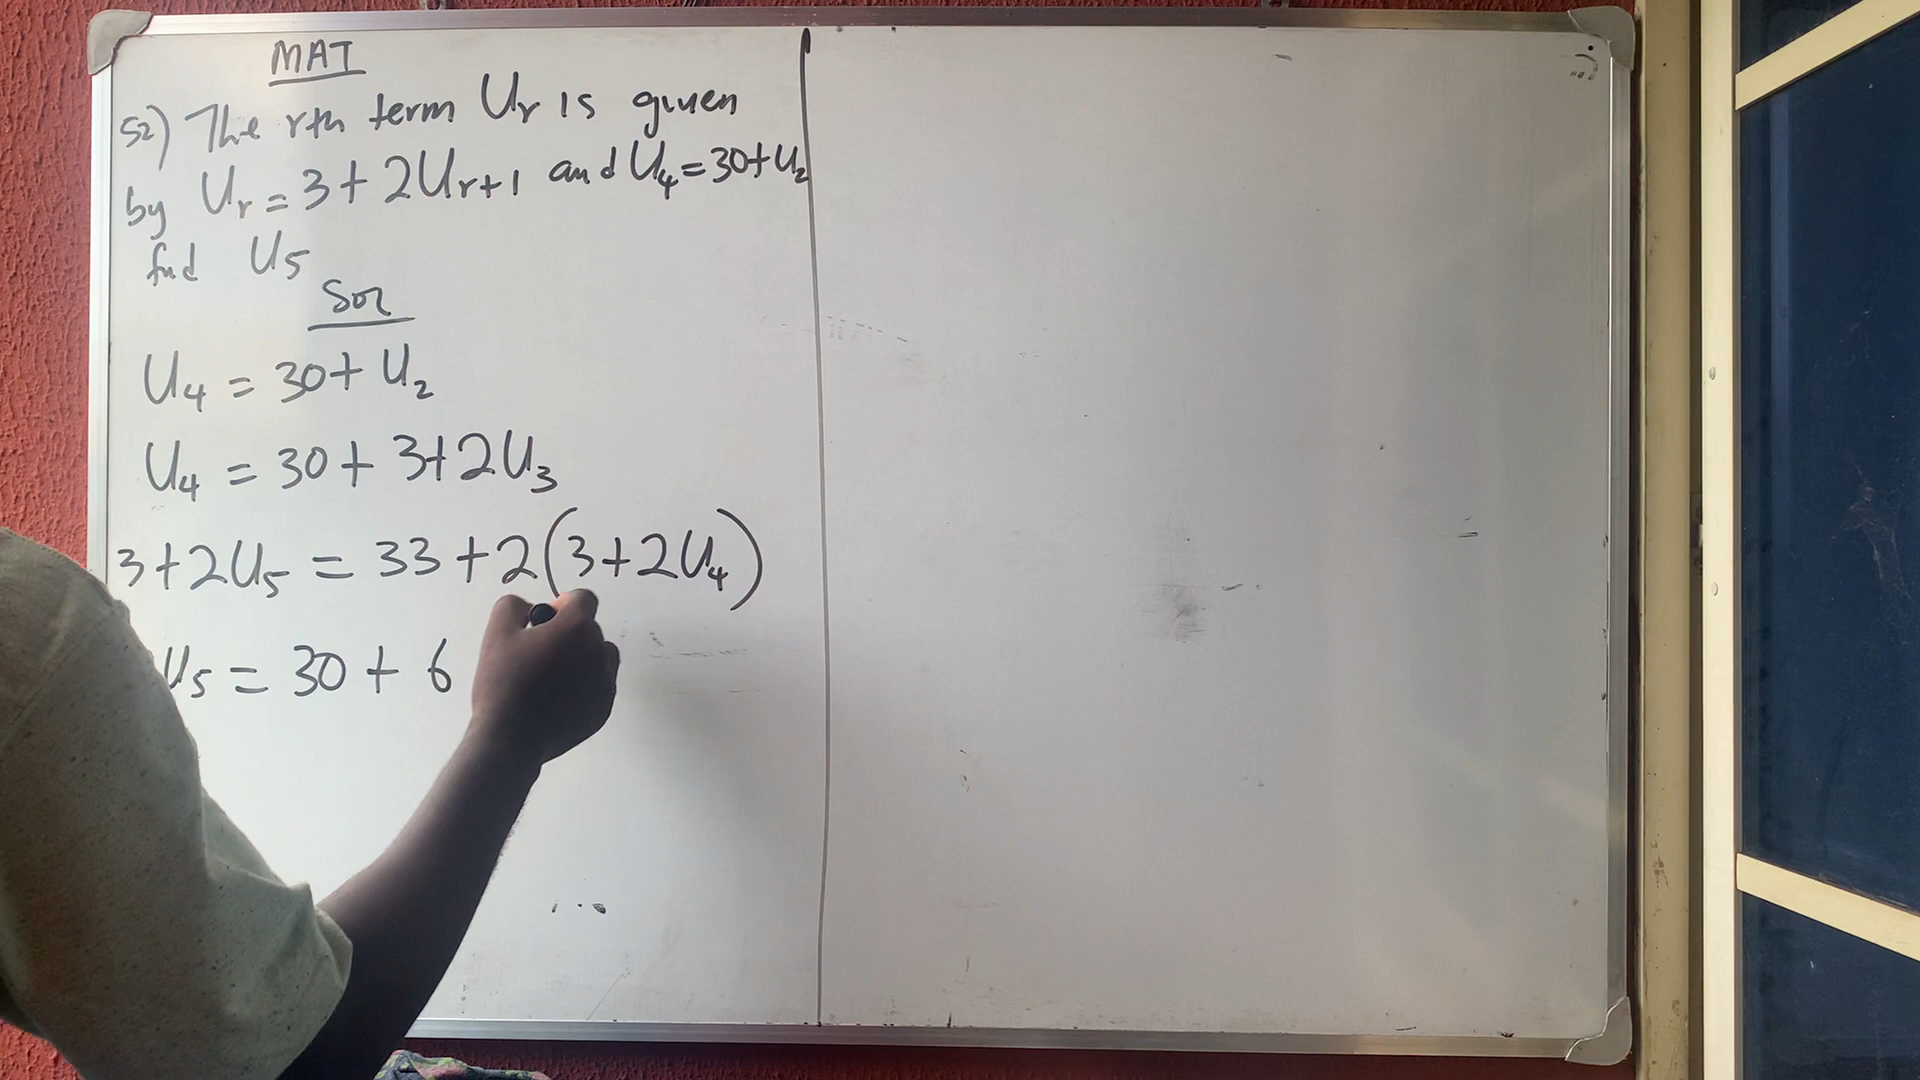 MAT
52) The rth term Ur is given
by Ur = 3 + 2Ur+1 and U4 = 30+U2
find U5
Sol
U4 = 30 + U2
U4 = 30 + 3+2U3
3+2U5 = 33 + 2(3+2U4)
U5 = 30 + 6